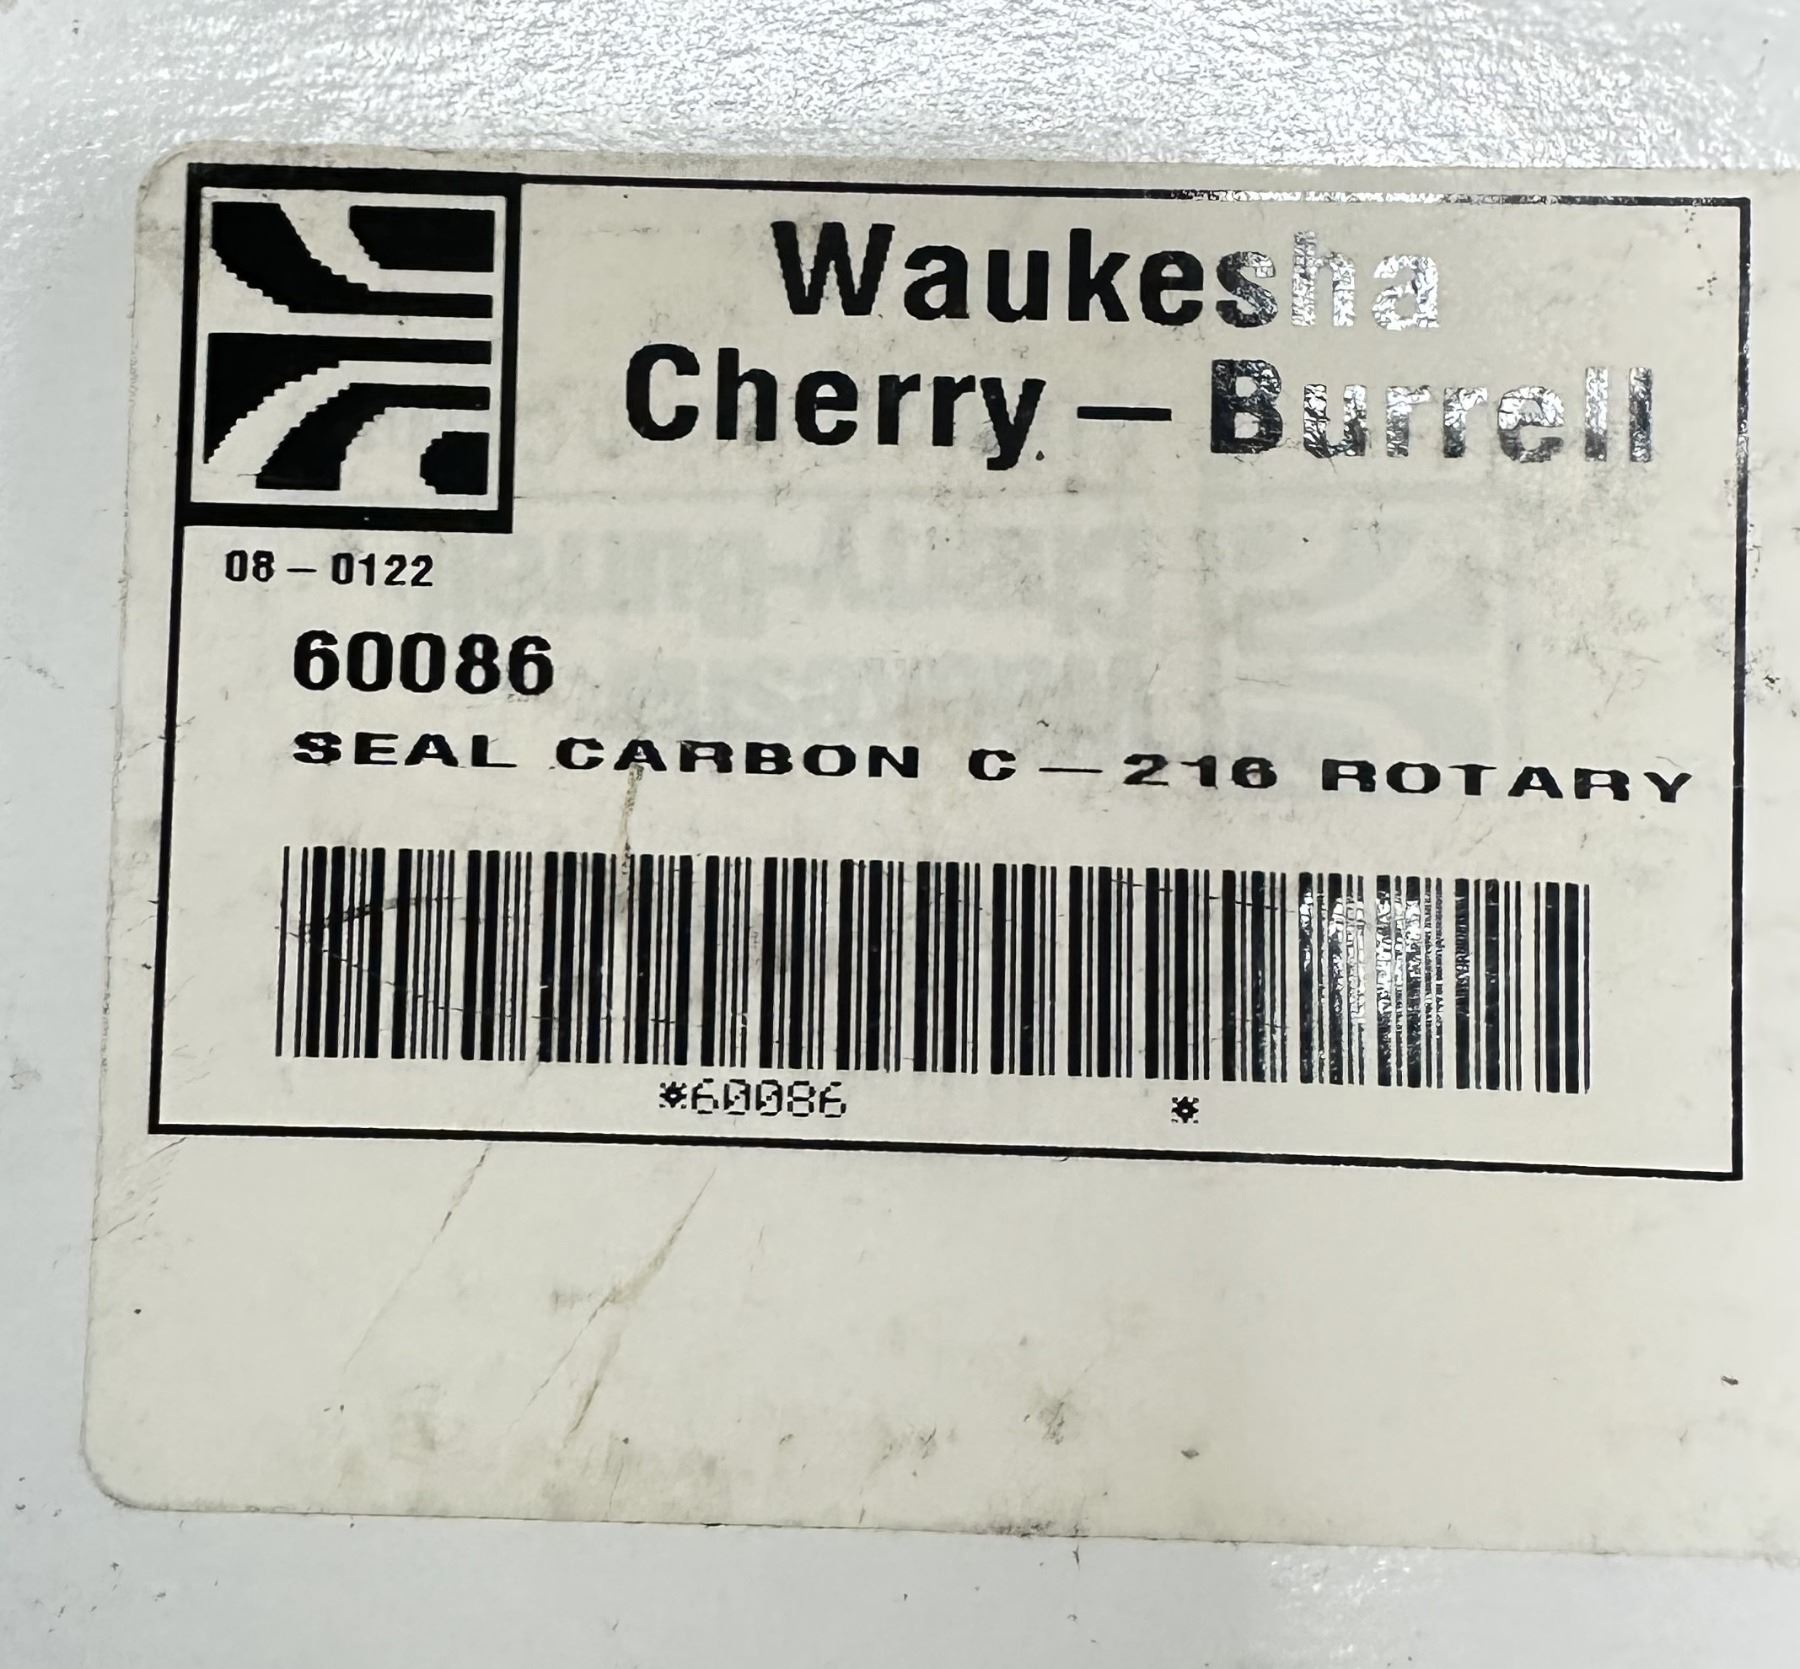 Waukesha
Cherry-Burrell
08-0122
60086
SEAL CARBON C-216 ROTARY
*60086 *